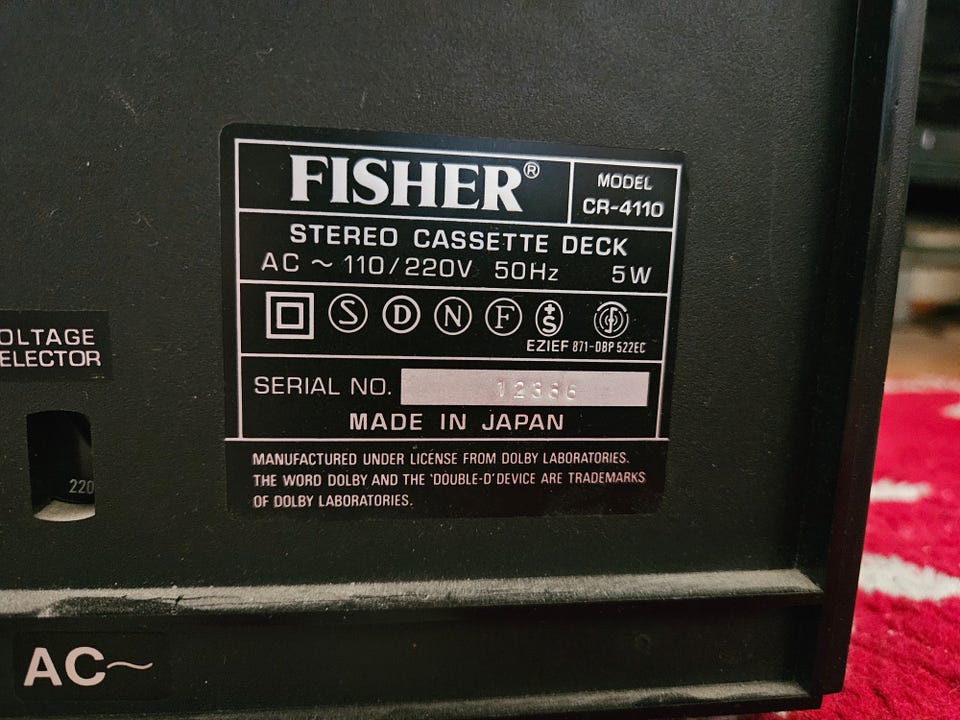 FISHER®
MODEL
CR-4110
STEREO CASSETTE DECK
AC ~ 110/220V 50Hz 5W
S D N F S
EZIEF 871-DBP 522EC
SERIAL NO. 12366
MADE IN JAPAN
MANUFACTURED UNDER LICENSE FROM DOLBY LABORATORIES.
THE WORD DOLBY AND THE 'DOUBLE-D' DEVICE ARE TRADEMARKS
OF DOLBY LABORATORIES.
OLTAGE
ELECTOR
220
AC~